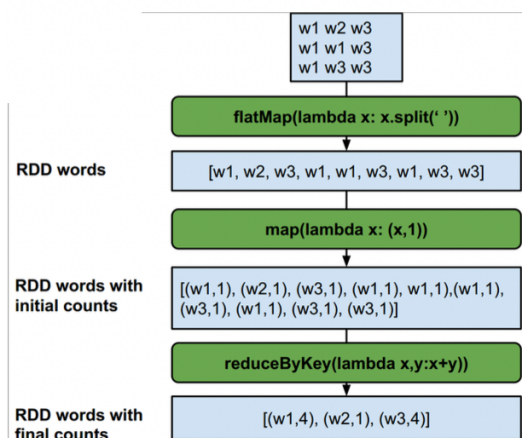 w1 w2 w3
w1 w1 w3
w1 w3 w3
flatMap(lambda x: x.split(‘ ’))
RDD words
[w1, w2, w3, w1, w1, w3, w1, w3, w3]
map(lambda x: (x,1))
RDD words with
initial counts
[(w1,1), (w2,1), (w3,1), (w1,1), w1,1),(w1,1),
(w3,1), (w1,1), (w3,1), (w3,1)]
reduceByKey(lambda x,y:x+y))
RDD words with
final counts
[(w1,4), (w2,1), (w3,4)]